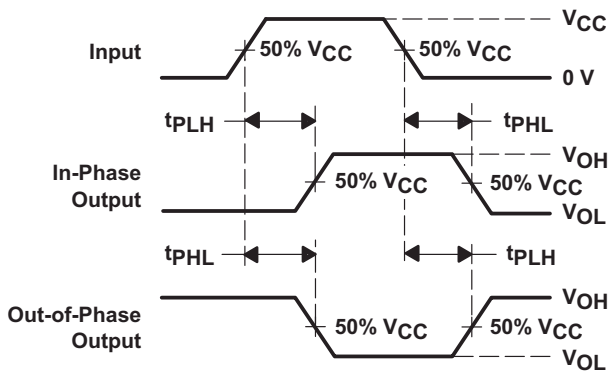 VCC
Input
50% VCC
50% VCC
0 V
tPLH
tPHL
VOH
In-Phase
Output
50% VCC
50% VCC
VOL
tPHL
tPLH
VOH
Out-of-Phase
Output
50% VCC
50% VCC
VOL